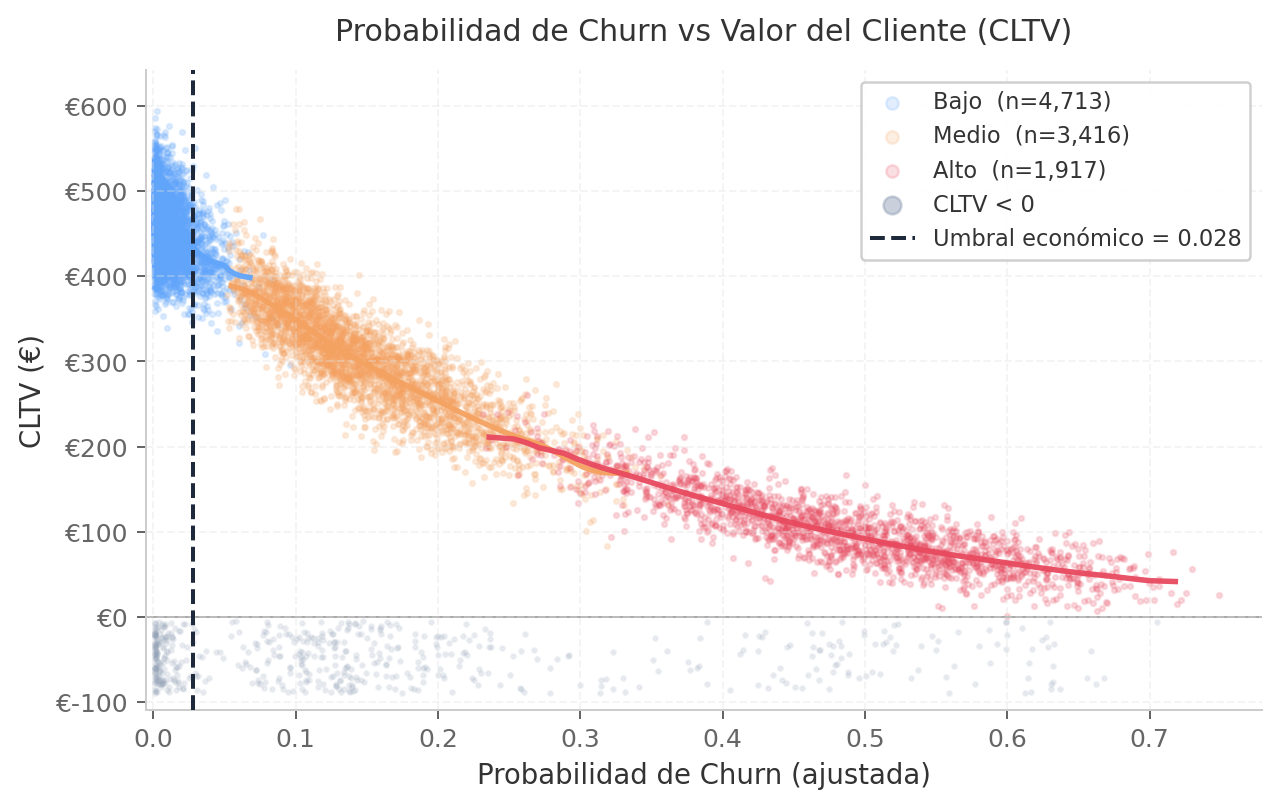 Probabilidad de Churn vs Valor del Cliente (CLTV)
Bajo (n=4,713)
Medio (n=3,416)
Alto (n=1,917)
CLTV < 0
Umbral económico = 0.028
CLTV (€)
€600
€500
€400
€300
€200
€100
€0
€-100
0.0 0.1 0.2 0.3 0.4 0.5 0.6 0.7
Probabilidad de Churn (ajustada)